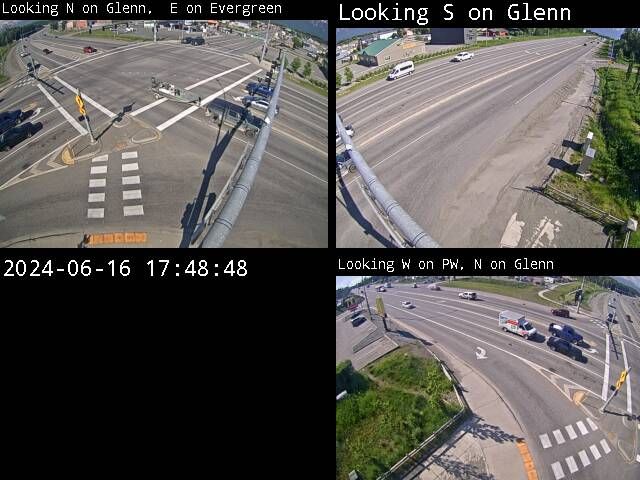 Looking N on Glenn,  E on Evergreen
Looking S on Glenn
2024-06-16 17:48:48
Looking W on PW, N on Glenn